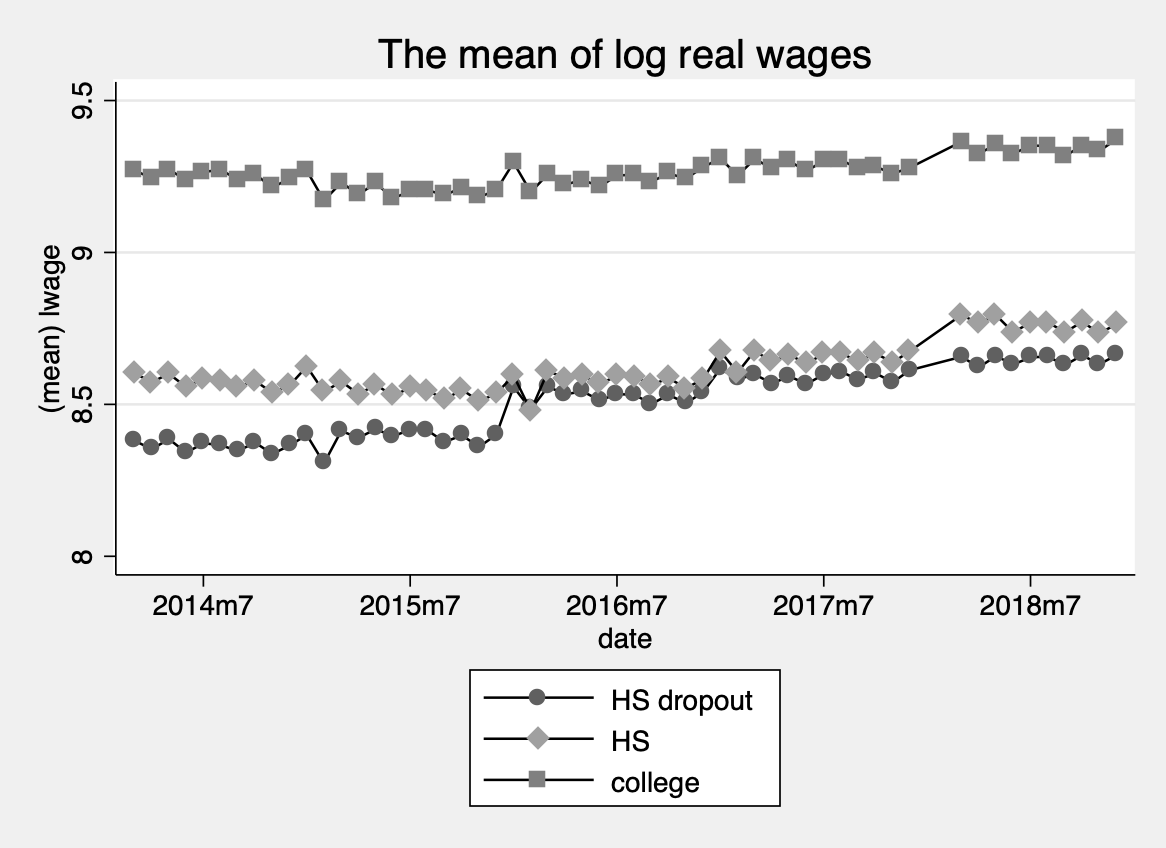 The mean of log real wages
(mean) lwage
9.5
9
8.5
8
2014m7 2015m7 2016m7 2017m7 2018m7
date
HS dropout
HS
college